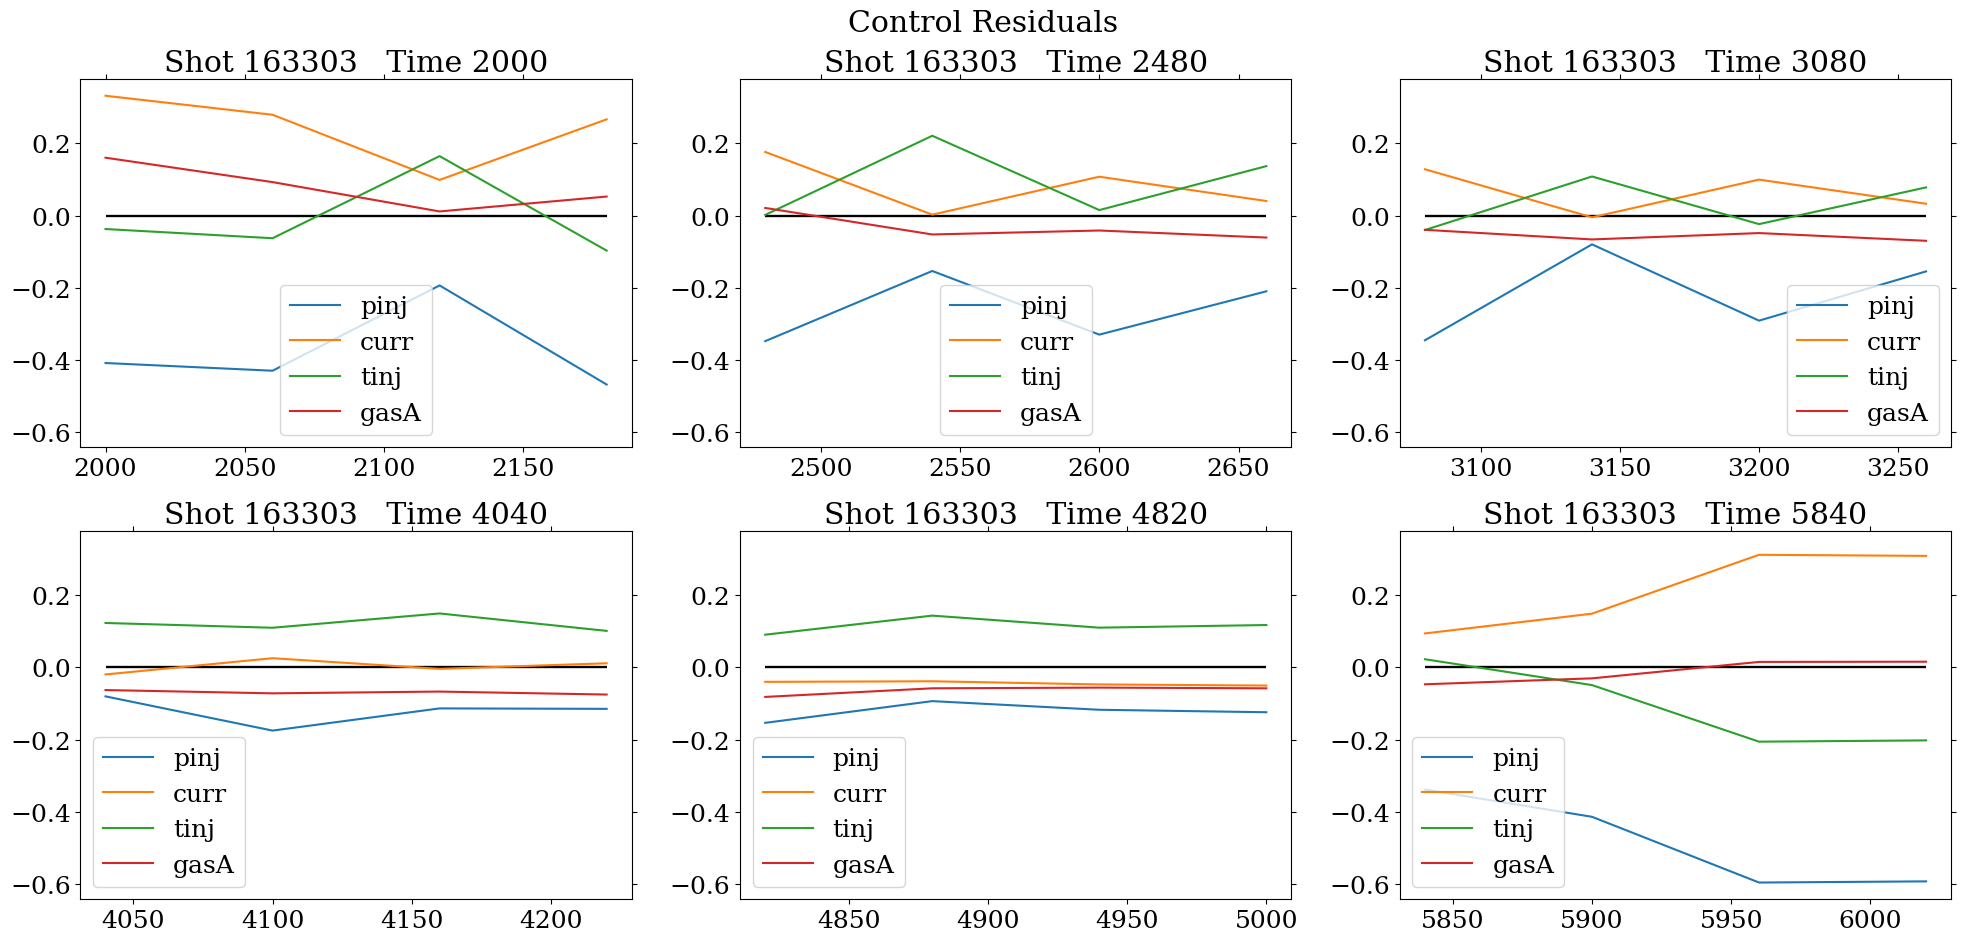 Control Residuals
Shot 163303   Time 2000
0.2
0.0
−0.2
−0.4
−0.6
pinj
curr
tinj
gasA
2000 2050 2100 2150
Shot 163303   Time 2480
0.2
0.0
−0.2
−0.4
−0.6
pinj
curr
tinj
gasA
2500 2550 2600 2650
Shot 163303   Time 3080
0.2
0.0
−0.2
−0.4
−0.6
pinj
curr
tinj
gasA
3100 3150 3200 3250
Shot 163303   Time 4040
0.2
0.0
−0.2
−0.4
−0.6
pinj
curr
tinj
gasA
4050 4100 4150 4200
Shot 163303   Time 4820
0.2
0.0
−0.2
−0.4
−0.6
pinj
curr
tinj
gasA
4850 4900 4950 5000
Shot 163303   Time 5840
0.2
0.0
−0.2
−0.4
−0.6
pinj
curr
tinj
gasA
5850 5900 5950 6000